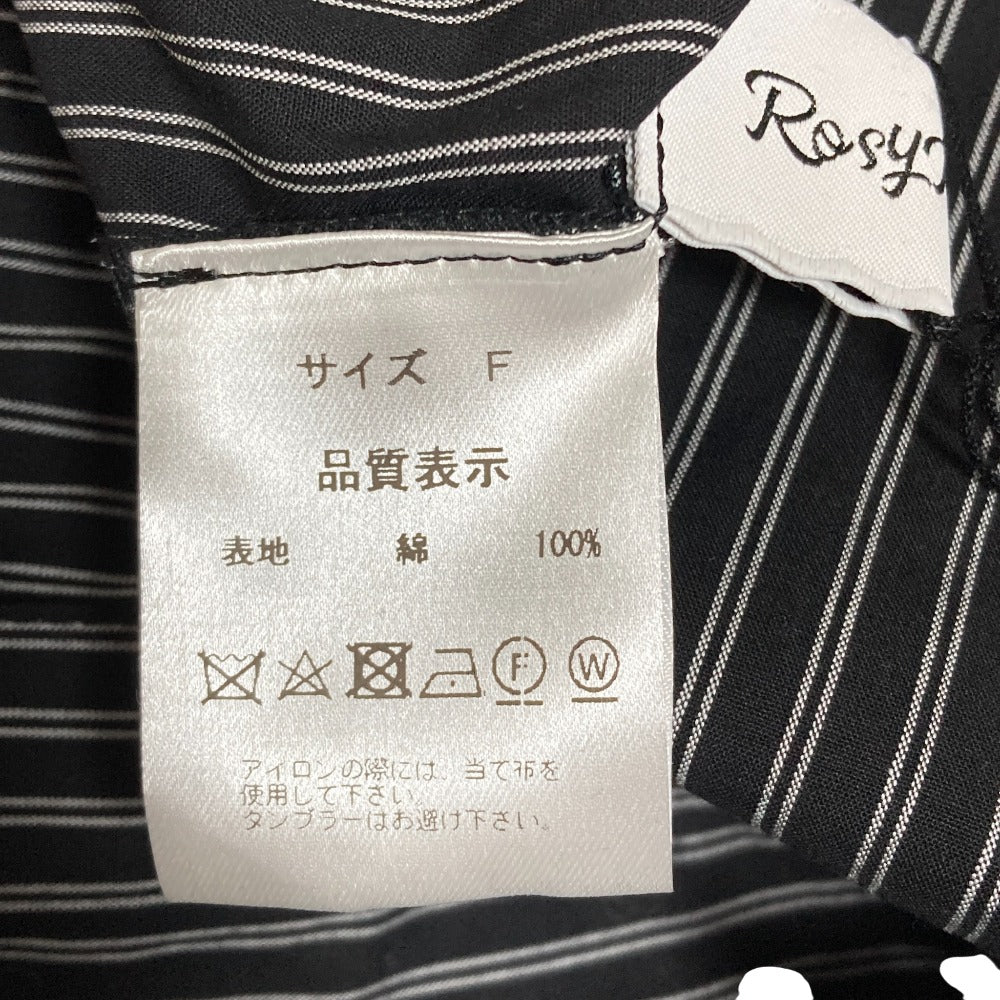 Rosy
サイズ F
品質表示
表地 綿 100%
F W
アイロンの際には、当て布を
使用して下さい。
タンブラーはお避け下さい。